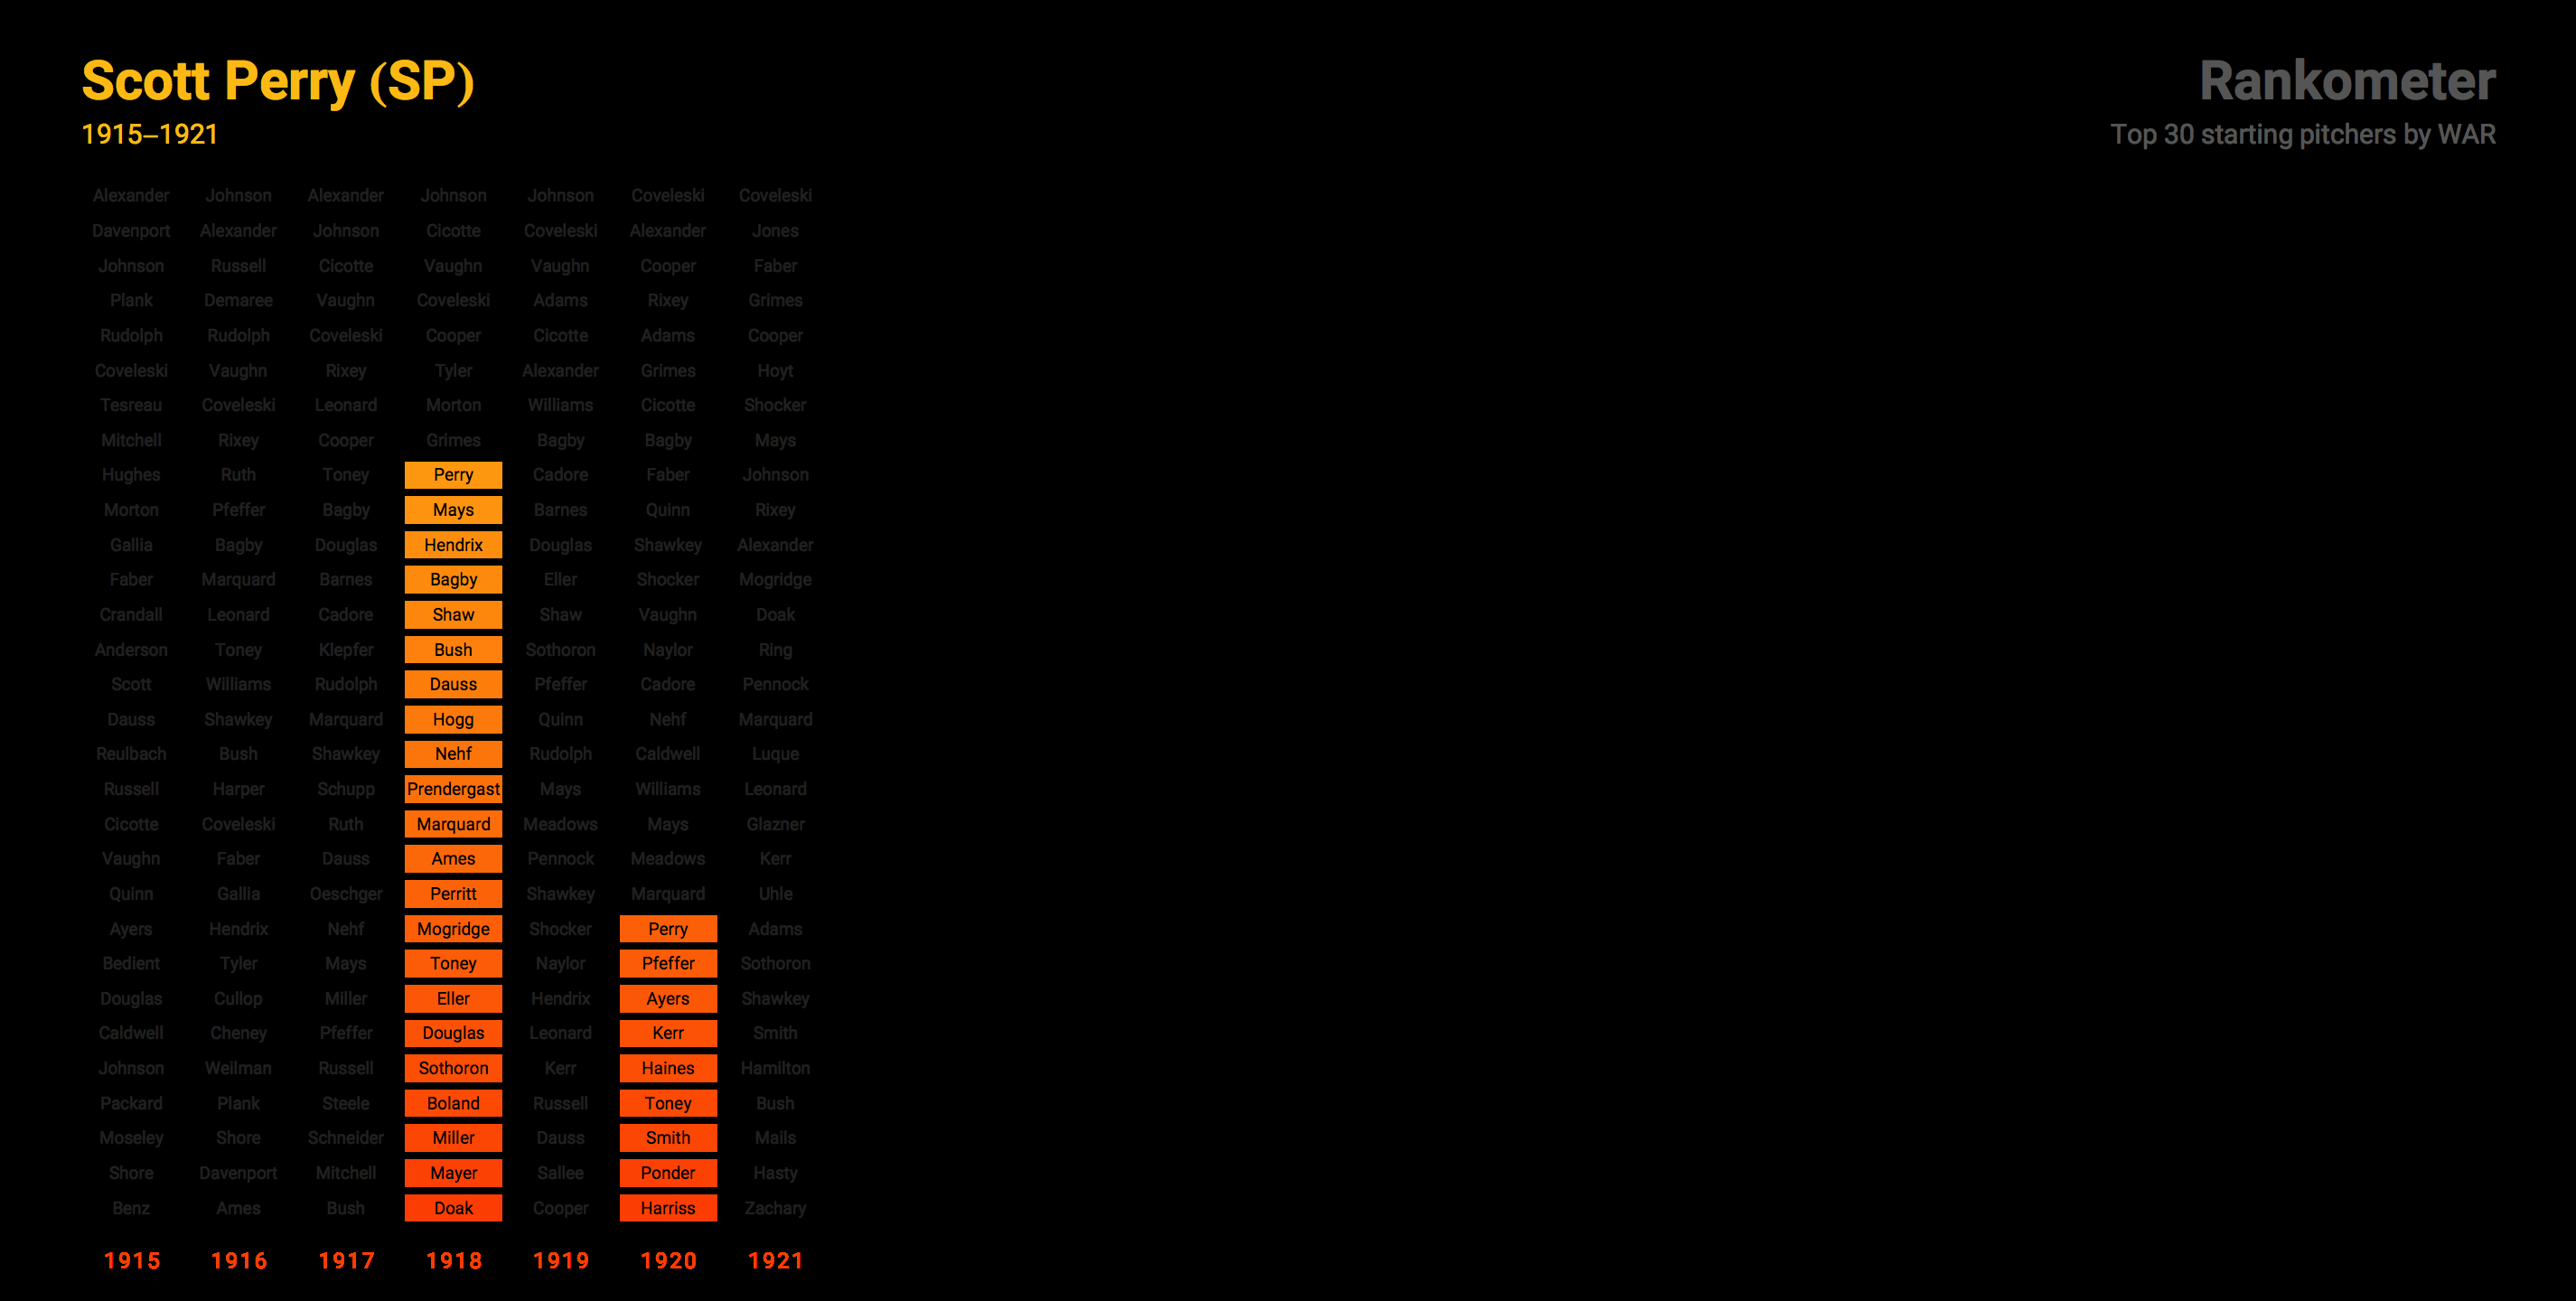 Scott Perry (SP)
1915–1921
Rankometer
Top 30 starting pitchers by WAR
Alexander Johnson Alexander Johnson Johnson Coveleski Coveleski
Davenport Alexander Johnson Cicotte Coveleski Alexander Jones
Johnson Russell Cicotte Vaughn Vaughn Cooper Faber
Plank Demaree Vaughn Coveleski Adams Rixey Grimes
Rudolph Rudolph Coveleski Cooper Cicotte Adams Cooper
Coveleski Vaughn Rixey Tyler Alexander Grimes Hoyt
Tesreau Coveleski Leonard Morton Williams Cicotte Shocker
Mitchell Rixey Cooper Grimes Bagby Bagby Mays
Hughes Ruth Toney Perry Cadore Faber Johnson
Morton Pfeffer Bagby Mays Barnes Quinn Rixey
Gallia Bagby Douglas Hendrix Douglas Shawkey Alexander
Faber Marquard Barnes Bagby Eller Shocker Mogridge
Crandall Leonard Cadore Shaw Shaw Vaughn Doak
Anderson Toney Klepfer Bush Sothoron Naylor Ring
Scott Williams Rudolph Dauss Pfeffer Cadore Pennock
Dauss Shawkey Marquard Hogg Quinn Nehf Marquard
Reulbach Bush Shawkey Nehf Rudolph Caldwell Luque
Russell Harper Schupp Prendergast Mays Williams Leonard
Cicotte Coveleski Ruth Marquard Meadows Mays Glazner
Vaughn Faber Dauss Ames Pennock Meadows Kerr
Quinn Gallia Oeschger Perritt Shawkey Marquard Uhle
Ayers Hendrix Nehf Mogridge Shocker Perry Adams
Bedient Tyler Mays Toney Naylor Pfeffer Sothoron
Douglas Cullop Miller Eller Hendrix Ayers Shawkey
Caldwell Cheney Pfeffer Douglas Leonard Kerr Smith
Johnson Weilman Russell Sothoron Kerr Haines Hamilton
Packard Plank Steele Boland Russell Toney Bush
Moseley Shore Schneider Miller Dauss Smith Mails
Shore Davenport Mitchell Mayer Sallee Ponder Hasty
Benz Ames Bush Doak Cooper Harriss Zachary
1915 1916 1917 1918 1919 1920 1921